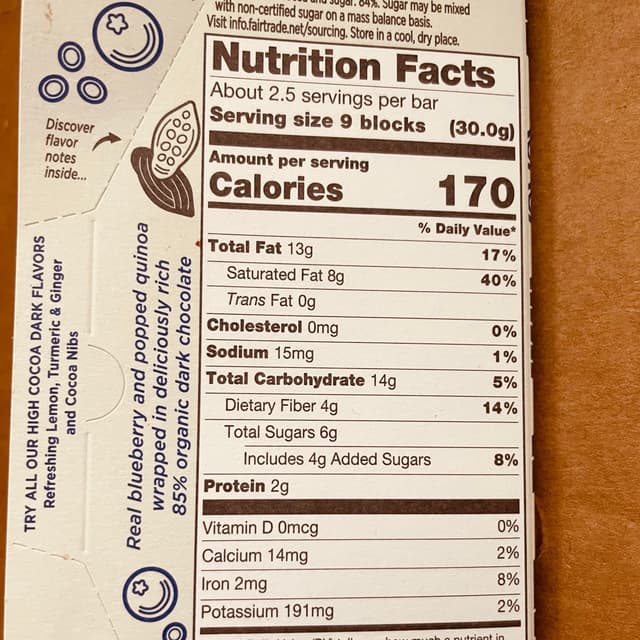 sugar. 84%. Sugar may be mixed
with non-certified sugar on a mass balance basis.
Visit info.fairtrade.net/sourcing. Store in a cool, dry place.
Nutrition Facts
About 2.5 servings per bar
Serving size 9 blocks (30.0g)
Amount per serving
Calories 170
% Daily Value*
Total Fat 13g 17%
Saturated Fat 8g 40%
Trans Fat 0g
Cholesterol 0mg 0%
Sodium 15mg 1%
Total Carbohydrate 14g 5%
Dietary Fiber 4g 14%
Total Sugars 6g
Includes 4g Added Sugars 8%
Protein 2g
Vitamin D 0mcg 0%
Calcium 14mg 2%
Iron 2mg 8%
Potassium 191mg 2%
much a nutrient in
Discover
flavor
notes
inside...
Real blueberry and popped quinoa
wrapped in deliciously rich
85% organic dark chocolate
TRY ALL OUR HIGH COCOA DARK FLAVORS
Refreshing Lemon, Turmeric & Ginger
and Cocoa Nibs